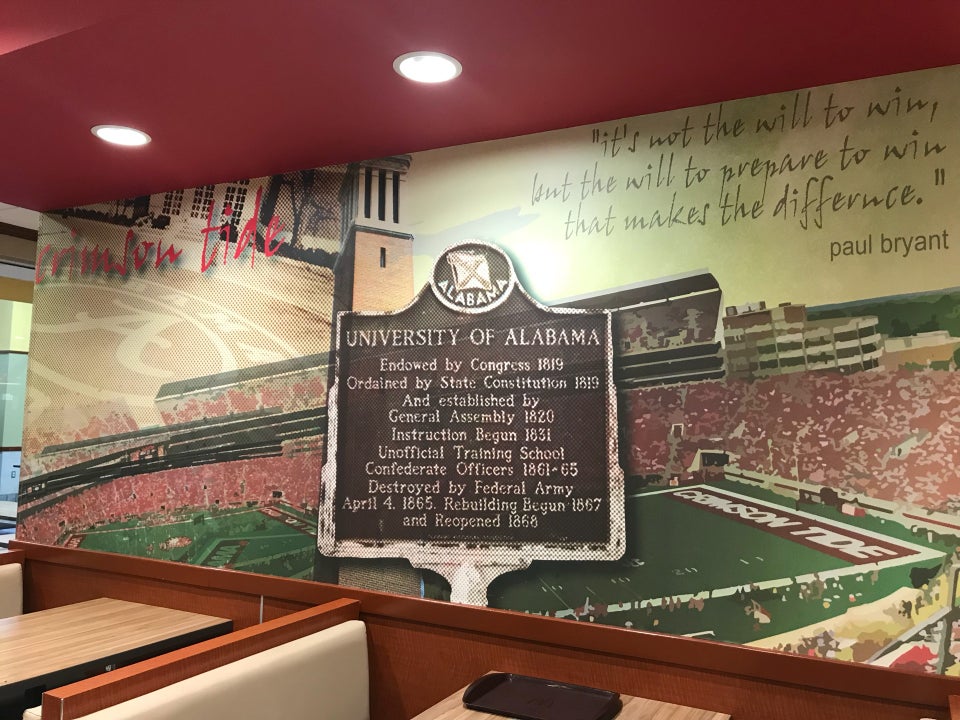 "it's not the will to win,
but the will to prepare to win
that makes the differnce."
paul bryant
crimson tide
ALABAMA
UNIVERSITY OF ALABAMA
Endowed by Congress 1819
Ordained by State Constitution 1819
And established by
General Assembly 1820
Instruction Begun 1831
Unofficial Training School
Confederate Officers 1861-65
Destroyed by Federal Army
April 4, 1865. Rebuilding Begun 1867
and Reopened 1868
CRIMSON TIDE